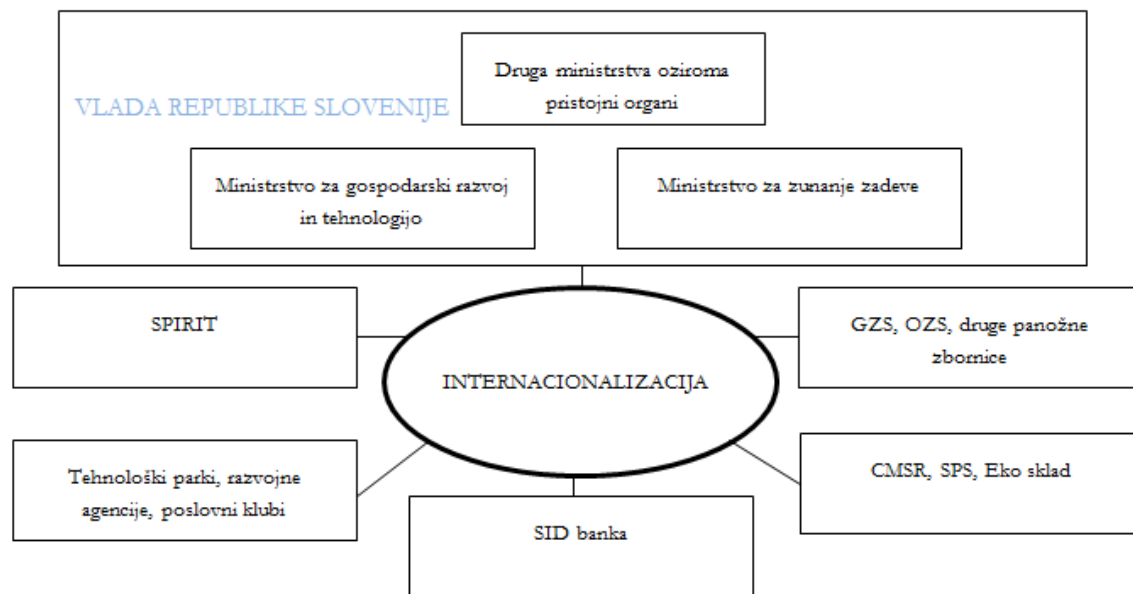 Druga ministrstva oziroma
pristojni organi
VLADA REPUBLIKE SLOVENIJE
Ministrstvo za gospodarski razvoj
in tehnologijo
Ministrstvo za zunanje zadeve
SPIRIT
GZS, OZS, druge panožne
zbornice
INTERNACIONALIZACIJA
Tehnološki parki, razvojne
agencije, poslovni klubi
CMSR, SPS, Eko sklad
SID banka